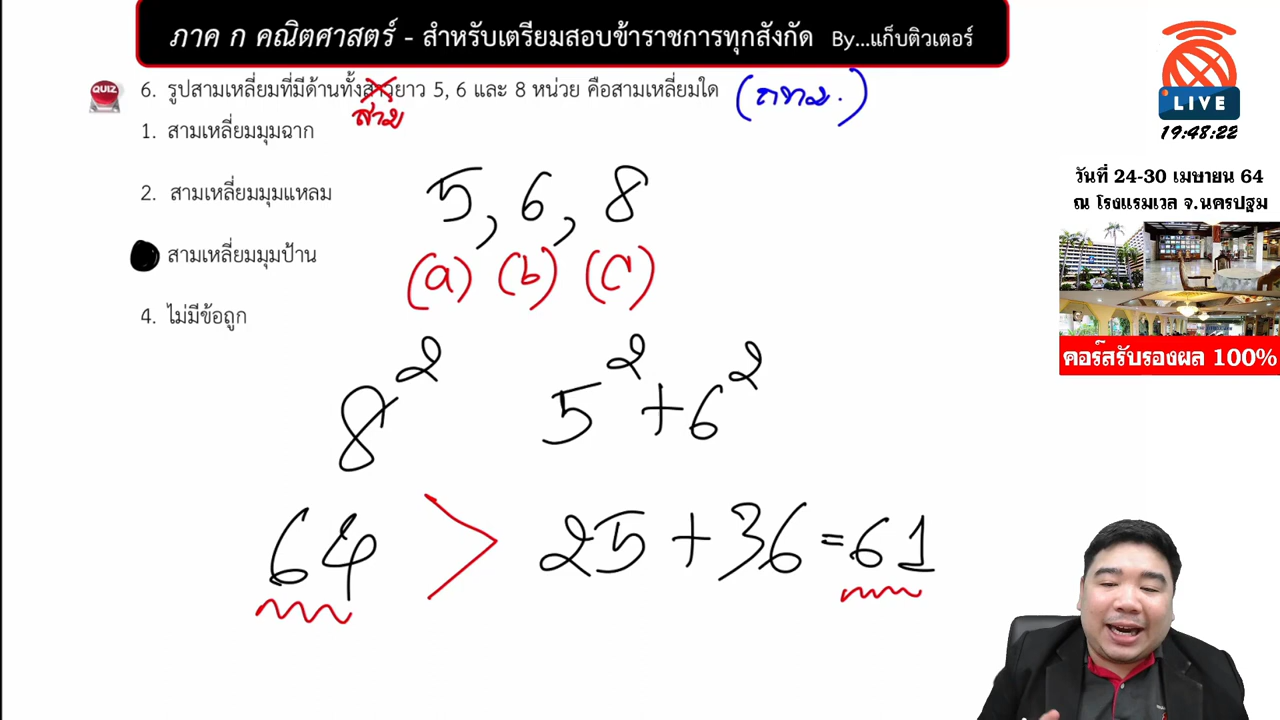 ภาค ก คณิตศาสตร์ - สำหรับเตรียมสอบข้าราชการทุกสังกัด By...แก็บติวเตอร์
QUIZ 6. รูปสามเหลี่ยมที่มีด้านทั้งสาวยาว 5, 6 และ 8 หน่วย คือสามเหลี่ยมใด (กทม.)
สาม
1. สามเหลี่ยมมุมฉาก
2. สามเหลี่ยมมุมแหลม
สามเหลี่ยมมุมป้าน
4. ไม่มีข้อถูก
5, 6, 8
(a) (b) (c)
8² 5² + 6²
64 > 25 + 36 = 61
LIVE
19:48:22
วันที่ 24-30 เมษายน 64
ณ โรงแรมเวล จ.นครปฐม
คอร์สรับรองผล 100%